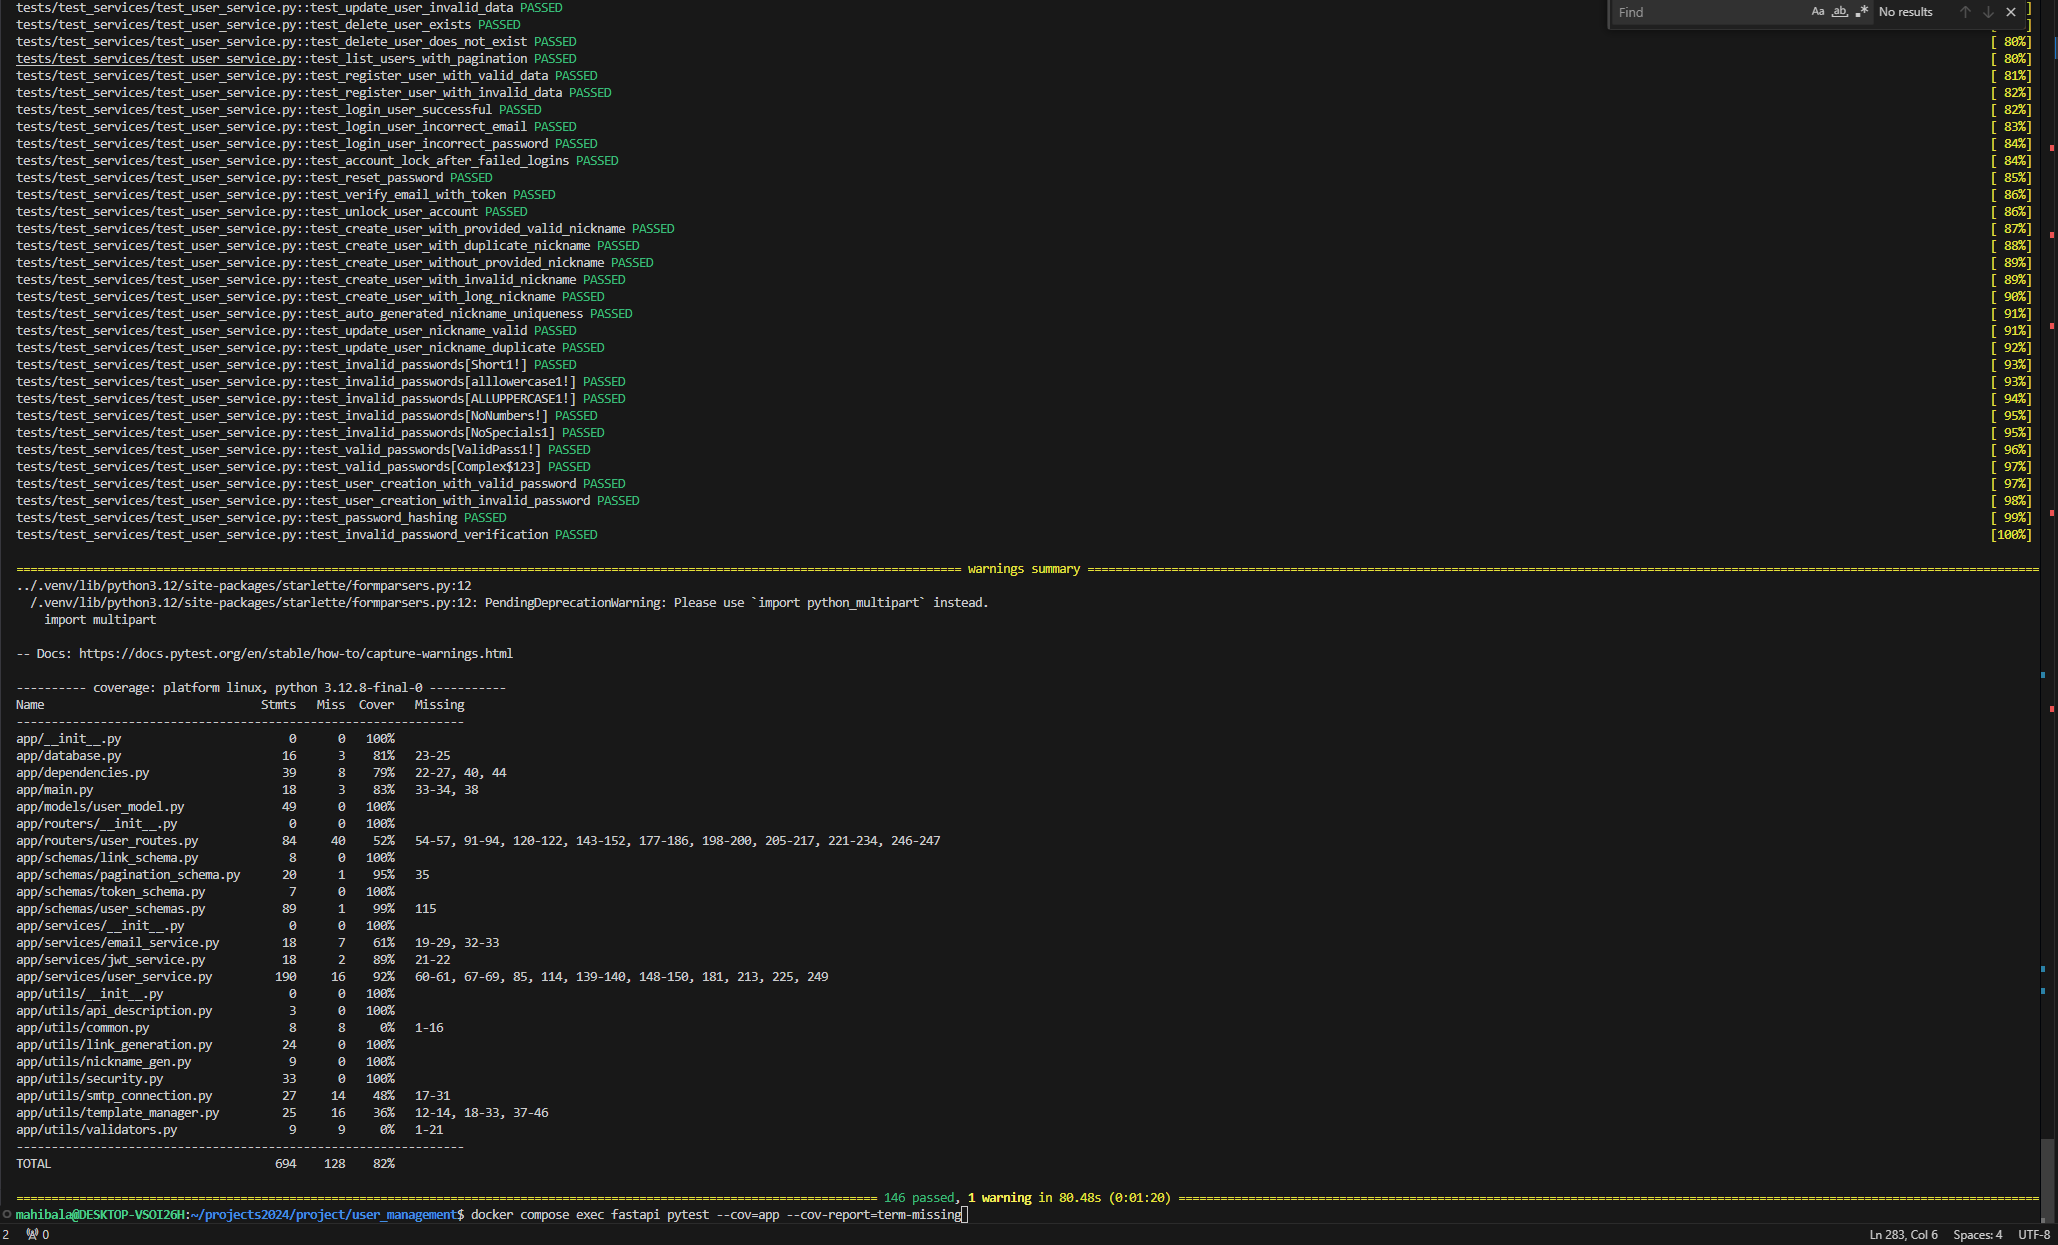 tests/test_services/test_user_service.py::test_update_user_invalid_data PASSED ]
tests/test_services/test_user_service.py::test_delete_user_exists PASSED ]
Find Aa ab, .* No results
tests/test_services/test_user_service.py::test_delete_user_does_not_exist PASSED [ 80%]
tests/test_services/test_user_service.py::test_list_users_with_pagination PASSED [ 80%]
tests/test_services/test_user_service.py::test_register_user_with_valid_data PASSED [ 81%]
tests/test_services/test_user_service.py::test_register_user_with_invalid_data PASSED [ 82%]
tests/test_services/test_user_service.py::test_login_user_successful PASSED [ 82%]
tests/test_services/test_user_service.py::test_login_user_incorrect_email PASSED [ 83%]
tests/test_services/test_user_service.py::test_login_user_incorrect_password PASSED [ 84%]
tests/test_services/test_user_service.py::test_account_lock_after_failed_logins PASSED [ 84%]
tests/test_services/test_user_service.py::test_reset_password PASSED [ 85%]
tests/test_services/test_user_service.py::test_verify_email_with_token PASSED [ 86%]
tests/test_services/test_user_service.py::test_unlock_user_account PASSED [ 86%]
tests/test_services/test_user_service.py::test_create_user_with_provided_valid_nickname PASSED [ 87%]
tests/test_services/test_user_service.py::test_create_user_with_duplicate_nickname PASSED [ 88%]
tests/test_services/test_user_service.py::test_create_user_without_provided_nickname PASSED [ 89%]
tests/test_services/test_user_service.py::test_create_user_with_invalid_nickname PASSED [ 89%]
tests/test_services/test_user_service.py::test_create_user_with_long_nickname PASSED [ 90%]
tests/test_services/test_user_service.py::test_auto_generated_nickname_uniqueness PASSED [ 91%]
tests/test_services/test_user_service.py::test_update_user_nickname_valid PASSED [ 91%]
tests/test_services/test_user_service.py::test_update_user_nickname_duplicate PASSED [ 92%]
tests/test_services/test_user_service.py::test_invalid_passwords[Short1!] PASSED [ 93%]
tests/test_services/test_user_service.py::test_invalid_passwords[alllowercase1!] PASSED [ 93%]
tests/test_services/test_user_service.py::test_invalid_passwords[ALLUPPERCASE1!] PASSED [ 94%]
tests/test_services/test_user_service.py::test_invalid_passwords[NoNumbers!] PASSED [ 95%]
tests/test_services/test_user_service.py::test_invalid_passwords[NoSpecials1] PASSED [ 95%]
tests/test_services/test_user_service.py::test_valid_passwords[ValidPass1!] PASSED [ 96%]
tests/test_services/test_user_service.py::test_valid_passwords[Complex$123] PASSED [ 97%]
tests/test_services/test_user_service.py::test_user_creation_with_valid_password PASSED [ 97%]
tests/test_services/test_user_service.py::test_user_creation_with_invalid_password PASSED [ 98%]
tests/test_services/test_user_service.py::test_password_hashing PASSED [ 99%]
tests/test_services/test_user_service.py::test_invalid_password_verification PASSED [100%]
warnings summary
../.venv/lib/python3.12/site-packages/starlette/formparsers.py:12
/.venv/lib/python3.12/site-packages/starlette/formparsers.py:12: PendingDeprecationWarning: Please use `import python_multipart` instead.
import multipart
-- Docs: https://docs.pytest.org/en/stable/how-to/capture-warnings.html
---------- coverage: platform linux, python 3.12.8-final-0 -----------
Name Stmts Miss Cover Missing
----------------------------------------------------------------
app/__init__.py 0 0 100%
app/database.py 16 3 81% 23-25
app/dependencies.py 39 8 79% 22-27, 40, 44
app/main.py 18 3 83% 33-34, 38
app/models/user_model.py 49 0 100%
app/routers/__init__.py 0 0 100%
app/routers/user_routes.py 84 40 52% 54-57, 91-94, 120-122, 143-152, 177-186, 198-200, 205-217, 221-234, 246-247
app/schemas/link_schema.py 8 0 100%
app/schemas/pagination_schema.py 20 1 95% 35
app/schemas/token_schema.py 7 0 100%
app/schemas/user_schemas.py 89 1 99% 115
app/services/__init__.py 0 0 100%
app/services/email_service.py 18 7 61% 19-29, 32-33
app/services/jwt_service.py 18 2 89% 21-22
app/services/user_service.py 190 16 92% 60-61, 67-69, 85, 114, 139-140, 148-150, 181, 213, 225, 249
app/utils/__init__.py 0 0 100%
app/utils/api_description.py 3 0 100%
app/utils/common.py 8 8 0% 1-16
app/utils/link_generation.py 24 0 100%
app/utils/nickname_gen.py 9 0 100%
app/utils/security.py 33 0 100%
app/utils/smtp_connection.py 27 14 48% 17-31
app/utils/template_manager.py 25 16 36% 12-14, 18-33, 37-46
app/utils/validators.py 9 9 0% 1-21
----------------------------------------------------------------
TOTAL 694 128 82%
146 passed, 1 warning in 80.48s (0:01:20)
mahibala@DESKTOP-VSOI26H:~/projects2024/project/user_management$ docker compose exec fastapi pytest --cov=app --cov-report=term-missing
2 0 Ln 283, Col 6 Spaces: 4 UTF-8